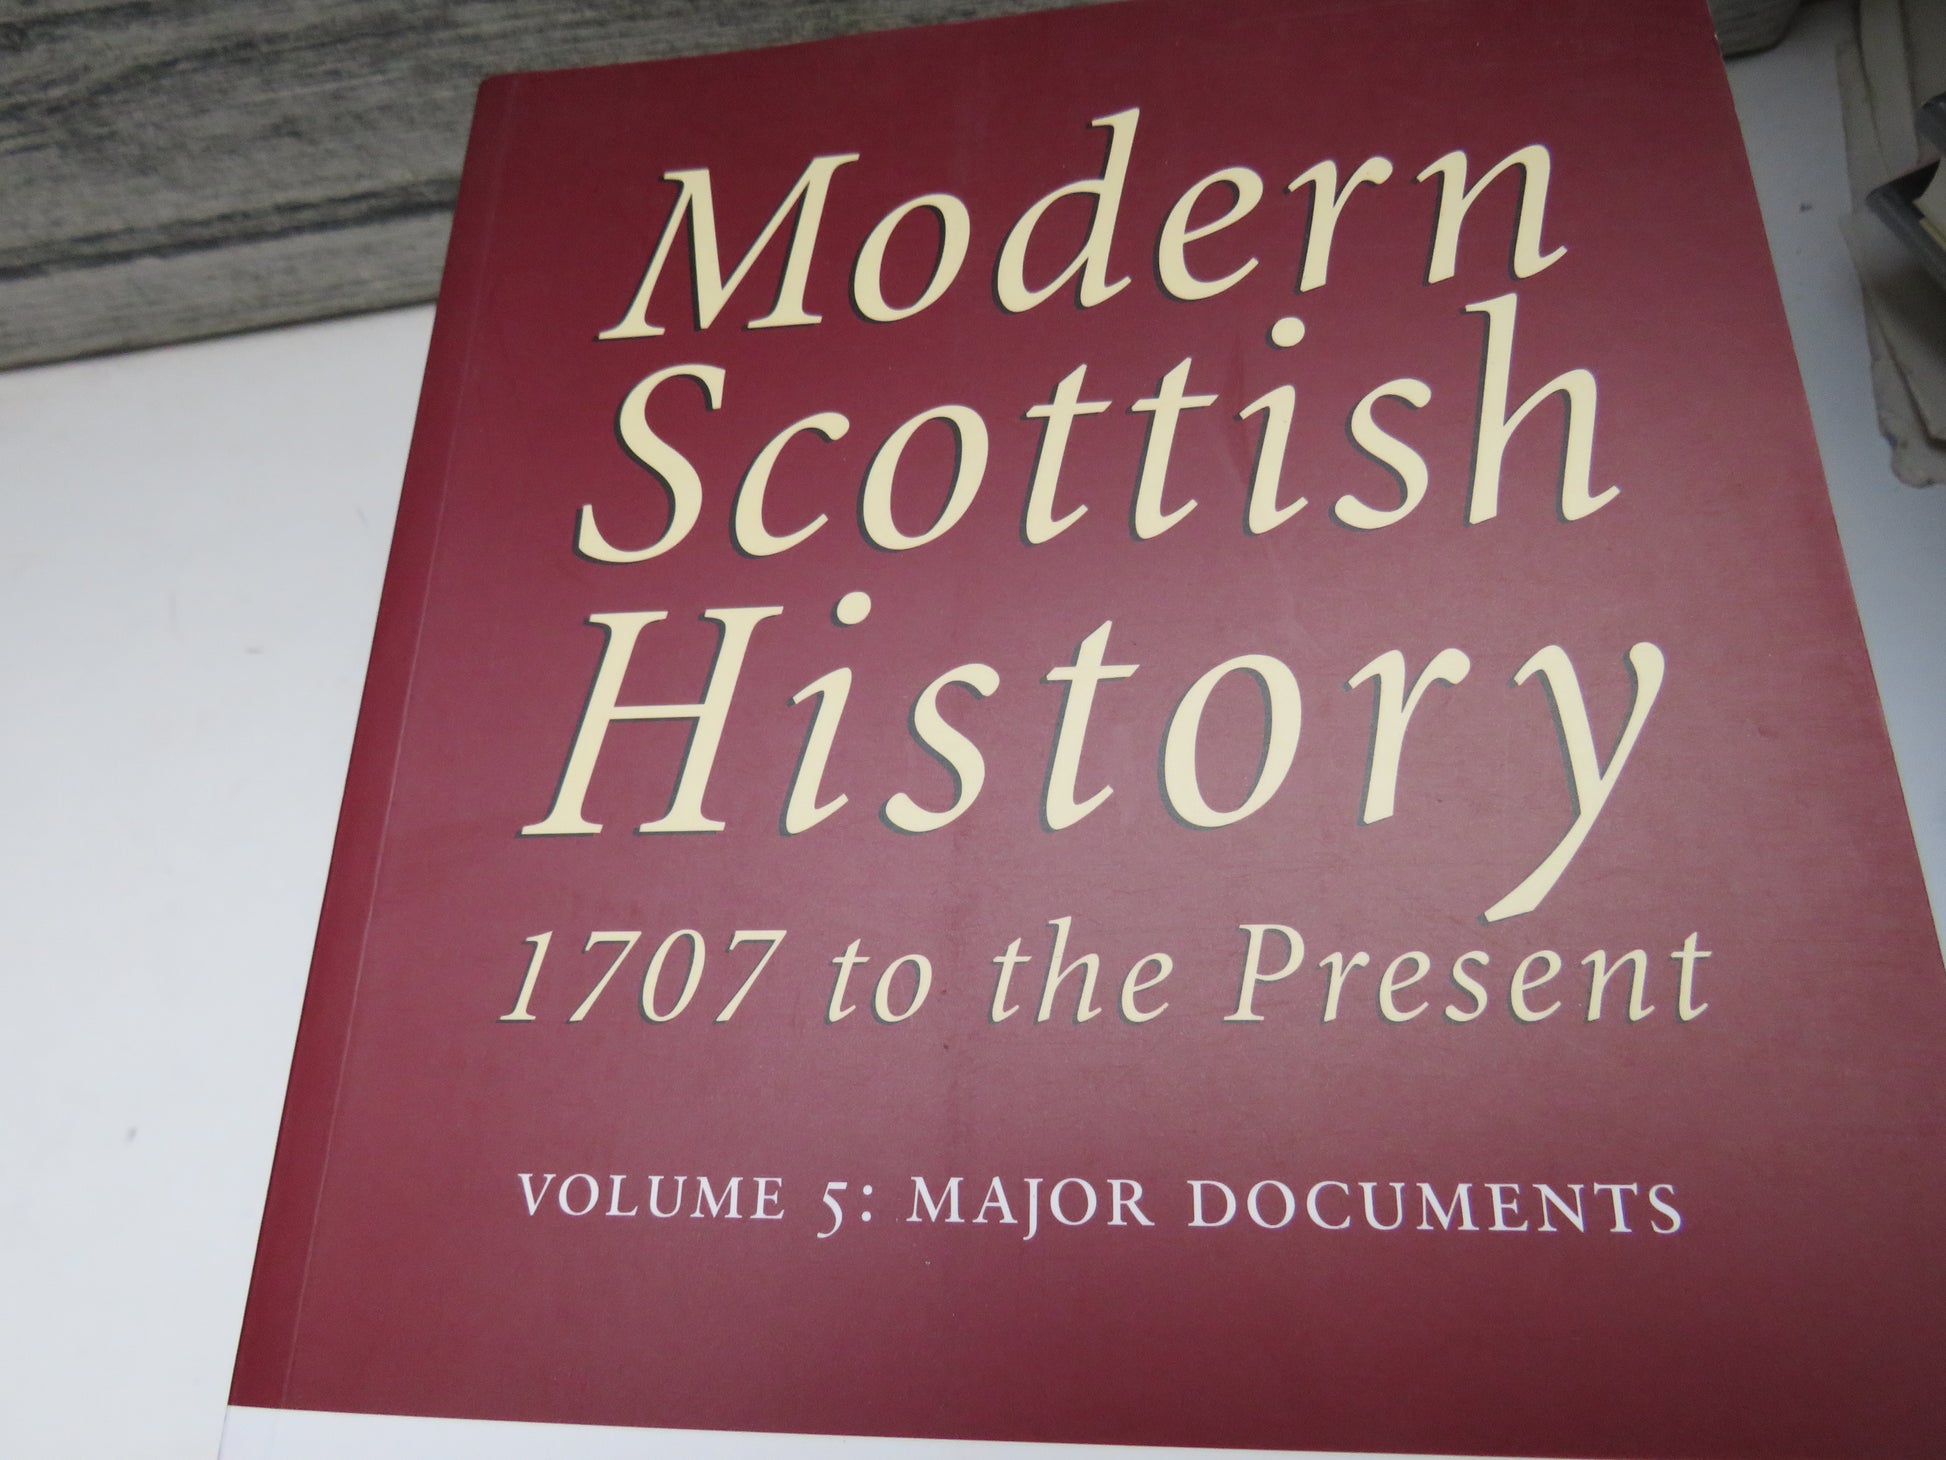 Modern
Scottish
History
1707 to the Present
VOLUME 5: MAJOR DOCUMENTS